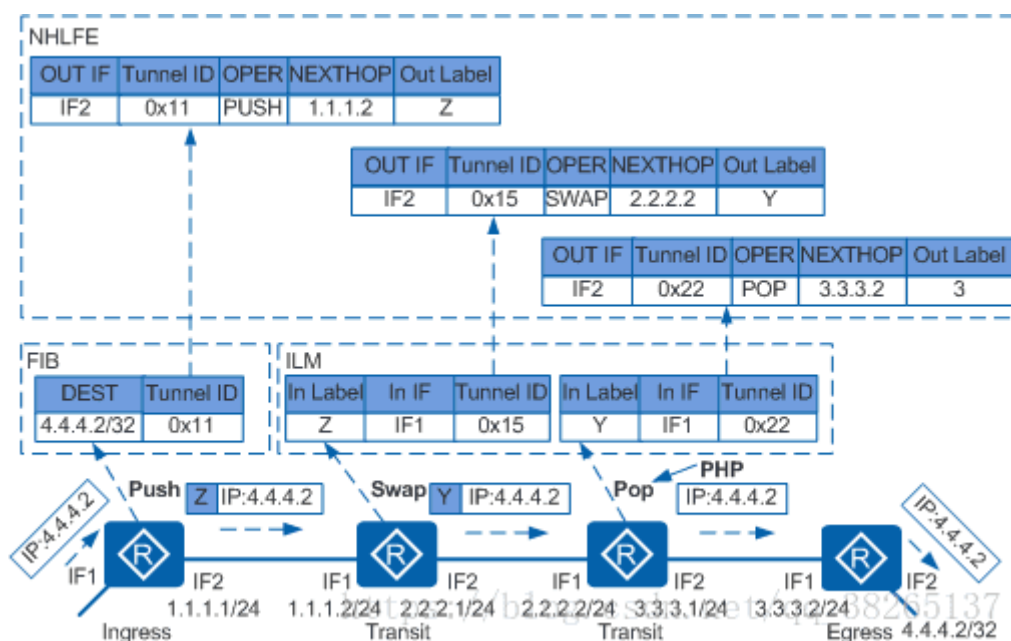 NHLFE
OUT IF Tunnel ID OPER NEXTHOP Out Label
IF2 0x11 PUSH 1.1.1.2 Z
OUT IF Tunnel ID OPER NEXTHOP Out Label
IF2 0x15 SWAP 2.2.2.2 Y
OUT IF Tunnel ID OPER NEXTHOP Out Label
IF2 0x22 POP 3.3.3.2 3
FIB
DEST Tunnel ID
4.4.4.2/32 0x11
ILM
In Label In IF Tunnel ID
Z IF1 0x15
In Label In IF Tunnel ID
Y IF1 0x22
PHP
IP:4.4.4.2
Push
Z IP:4.4.4.2
Swap
Y IP:4.4.4.2
Pop
IP:4.4.4.2
IP:4.4.4.2
R R R R
IF1 IF2 IF1 IF2 IF1 IF2 IF1 IF2
1.1.1.1/24 1.1.1.2/24 2.2.2.1/24 2.2.2.2/24 3.3.3.1/24 3.3.3.2/24
Ingress Transit Transit Egress 4.4.4.2/32